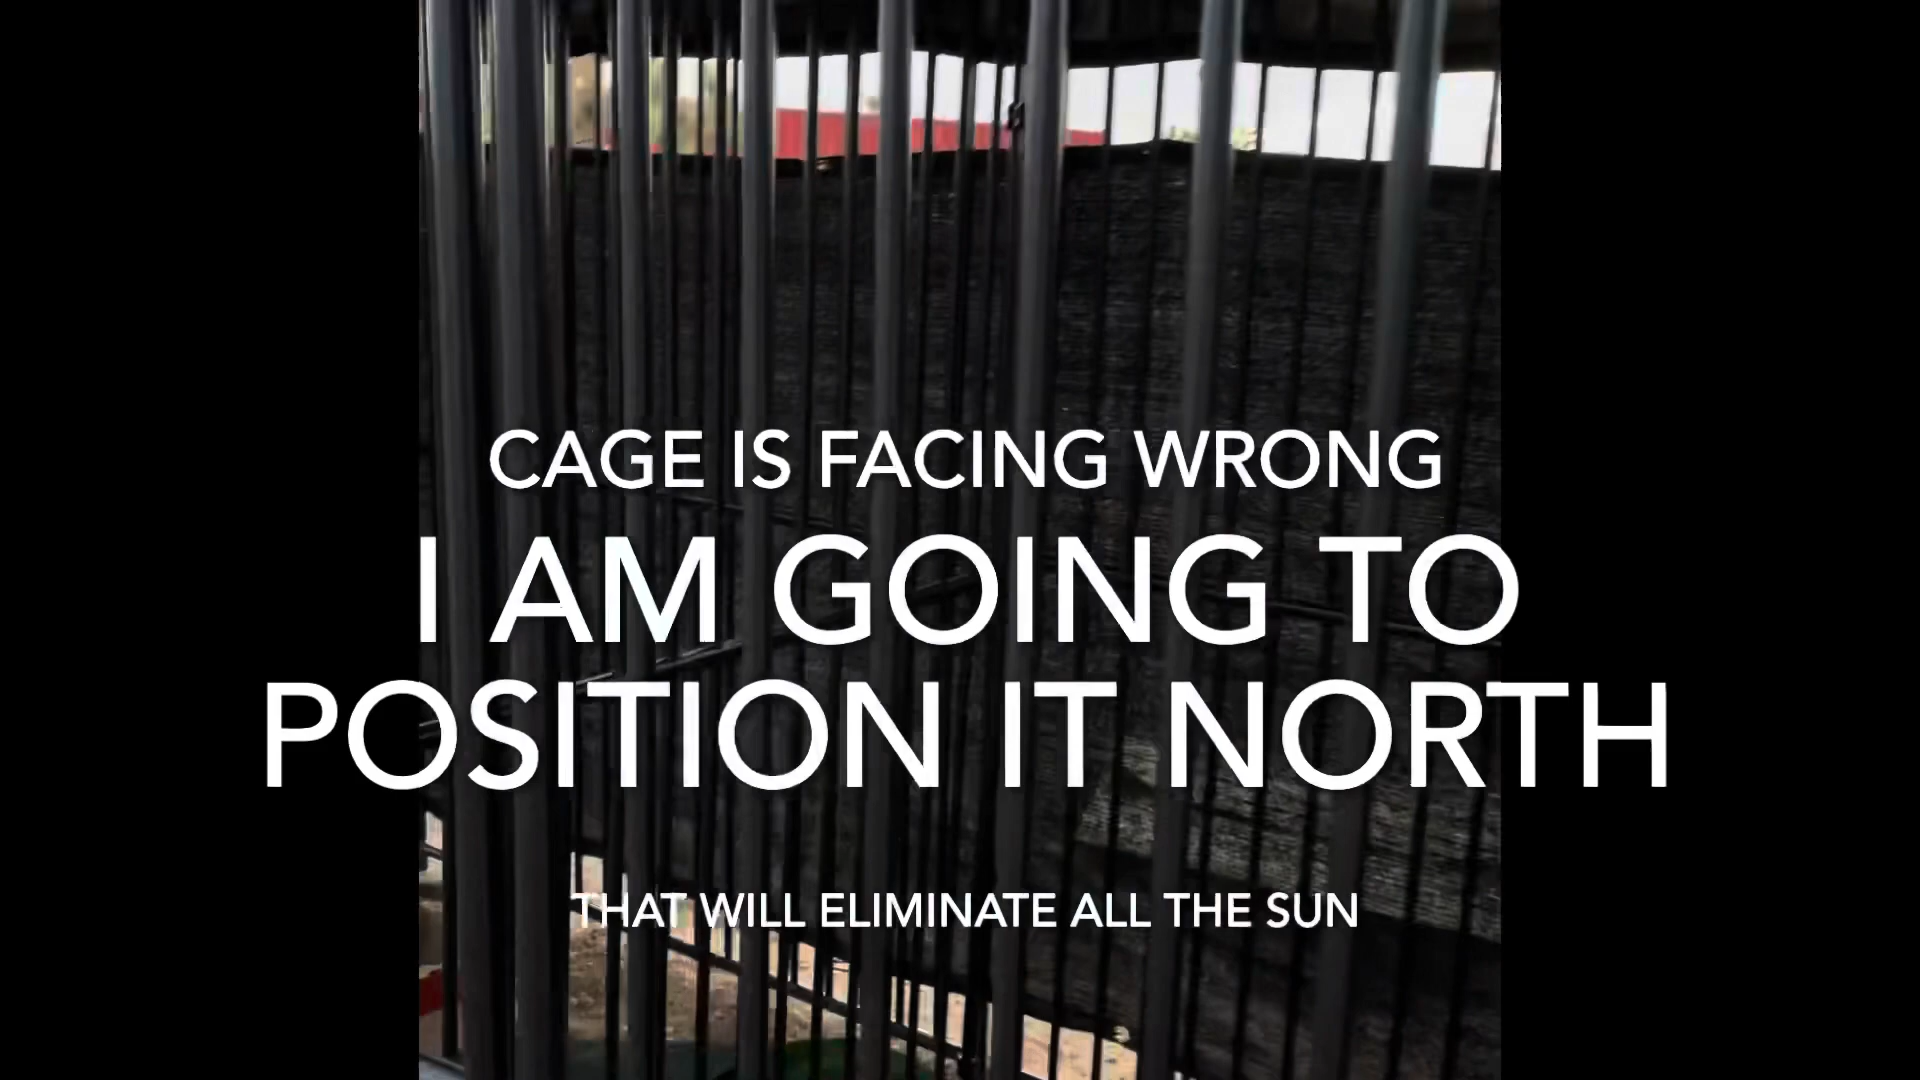 CAGE IS FACING WRONG
I AM GOING TO
POSITION IT NORTH
THAT WILL ELIMINATE ALL THE SUN